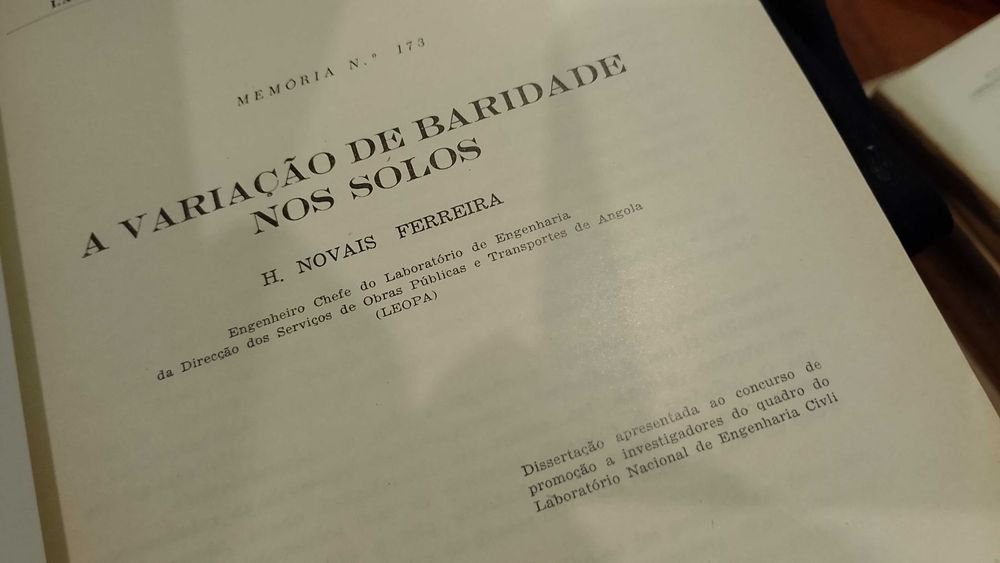 MEMÓRIA N.º 173
A VARIAÇÃO DE BARIDADE
NOS SÓLOS
H. NOVAIS FERREIRA
Engenheiro Chefe do Laboratório de Engenharia
da Direcção dos Serviços de Obras Públicas e Transportes de Angola
(LEOPA)
Dissertação apresentada ao concurso de
promoção a investigadores do quadro do
Laboratório Nacional de Engenharia Civli